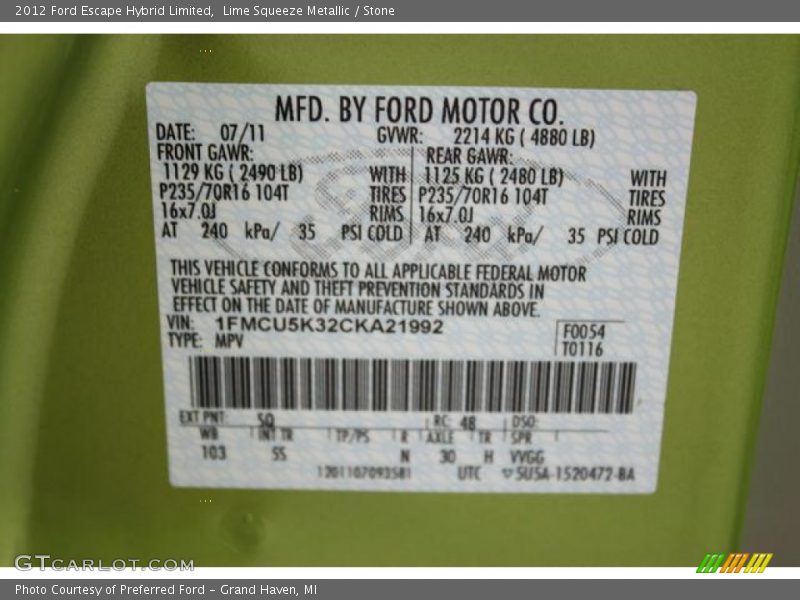 2012 Ford Escape Hybrid Limited,  Lime Squeeze Metallic / Stone
MFD. BY FORD MOTOR CO.
DATE: 07/11 GVWR: 2214 KG ( 4880 LB)
FRONT GAWR: REAR GAWR:
1129 KG ( 2490 LB) WITH 1125 KG ( 2480 LB) WITH
P235/70R16 104T TIRES P235/70R16 104T TIRES
16x7.0J RIMS 16x7.0J RIMS
AT 240 kPa/ 35 PSI COLD AT 240 kPa/ 35 PSI COLD
THIS VEHICLE CONFORMS TO ALL APPLICABLE FEDERAL MOTOR
VEHICLE SAFETY AND THEFT PREVENTION STANDARDS IN
EFFECT ON THE DATE OF MANUFACTURE SHOWN ABOVE.
VIN: 1FMCU5K32CKA21992 F0054
TYPE: MPV T0116
EXT PNT: SQ RC: 48 DSO:
WB INT TR TP/PS R AXLE TR SPR
103 SS N 30 H VVGG
1201107093581 UTC 5U5A-1520472-BA
GTCARLOT.COM
Photo Courtesy of Preferred Ford – Grand Haven, MI